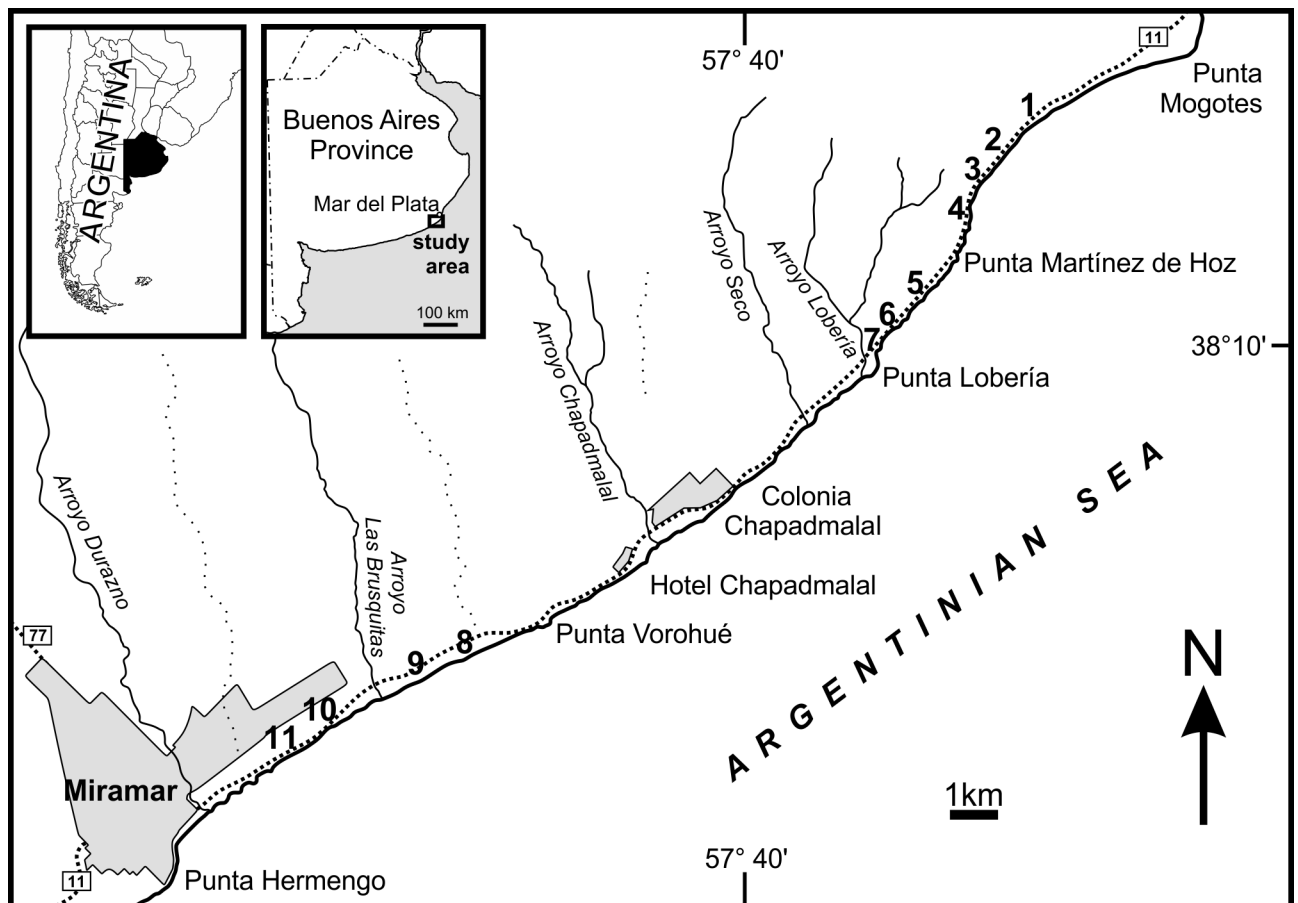 ARGENTINA
Buenos Aires
Province
Mar del Plata
study
area
100 km
57° 40'
11
Punta
Mogotes
1
2
3
4
Punta Martínez de Hoz
5
6
7
38°10'
Punta Lobería
Arroyo Seco
Arroyo Lobería
Arroyo Chapadmalal
Colonia
Chapadmalal
Hotel Chapadmalal
Punta Vorohué
Arroyo Durazno
Arroyo
Las Brusquitas
8
9
10
11
77
Miramar
11
Punta Hermengo
ARGENTINIAN SEA
N
1km
57° 40'